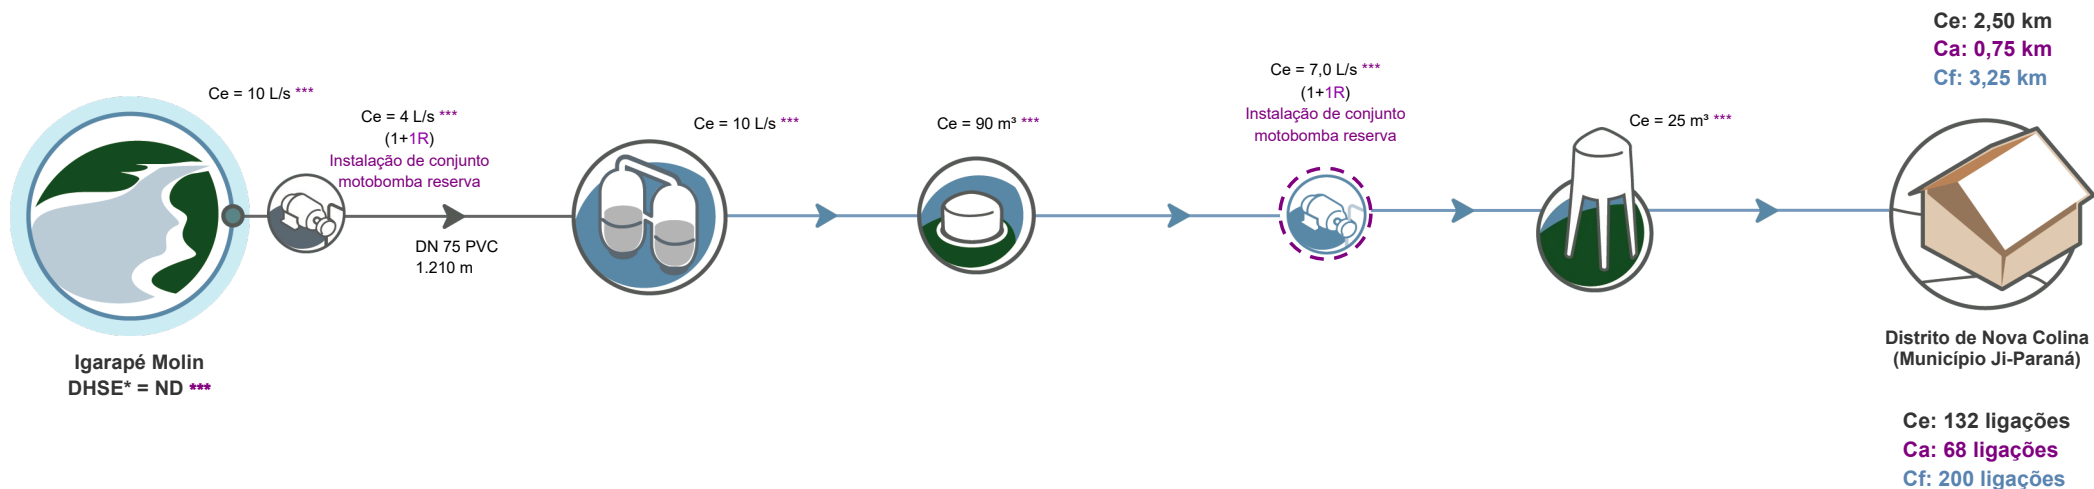 Ce = 10 L/s ***
Ce = 4 L/s ***
(1+1R)
Instalação de conjunto
motobomba reserva
DN 75 PVC
1.210 m
Igarapé Molin
DHSE* = ND ***
Ce = 10 L/s ***
Ce = 90 m³ ***
Ce = 7,0 L/s ***
(1+1R)
Instalação de conjunto
motobomba reserva
Ce = 25 m³ ***
Ce: 2,50 km
Ca: 0,75 km
Cf: 3,25 km
Distrito de Nova Colina
(Município Ji-Paraná)
Ce: 132 ligações
Ca: 68 ligações
Cf: 200 ligações